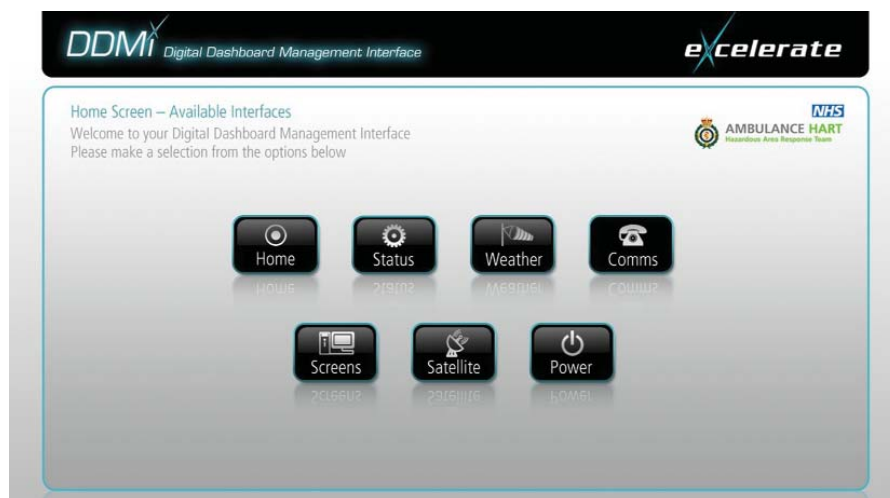 DDMi Digital Dashboard Management Interface
excelerate
Home Screen – Available Interfaces
Welcome to your Digital Dashboard Management Interface
Please make a selection from the options below
NHS
AMBULANCE HART
Hazardous Area Response Team
Home
Status
Weather
Comms
Screens
Satellite
Power